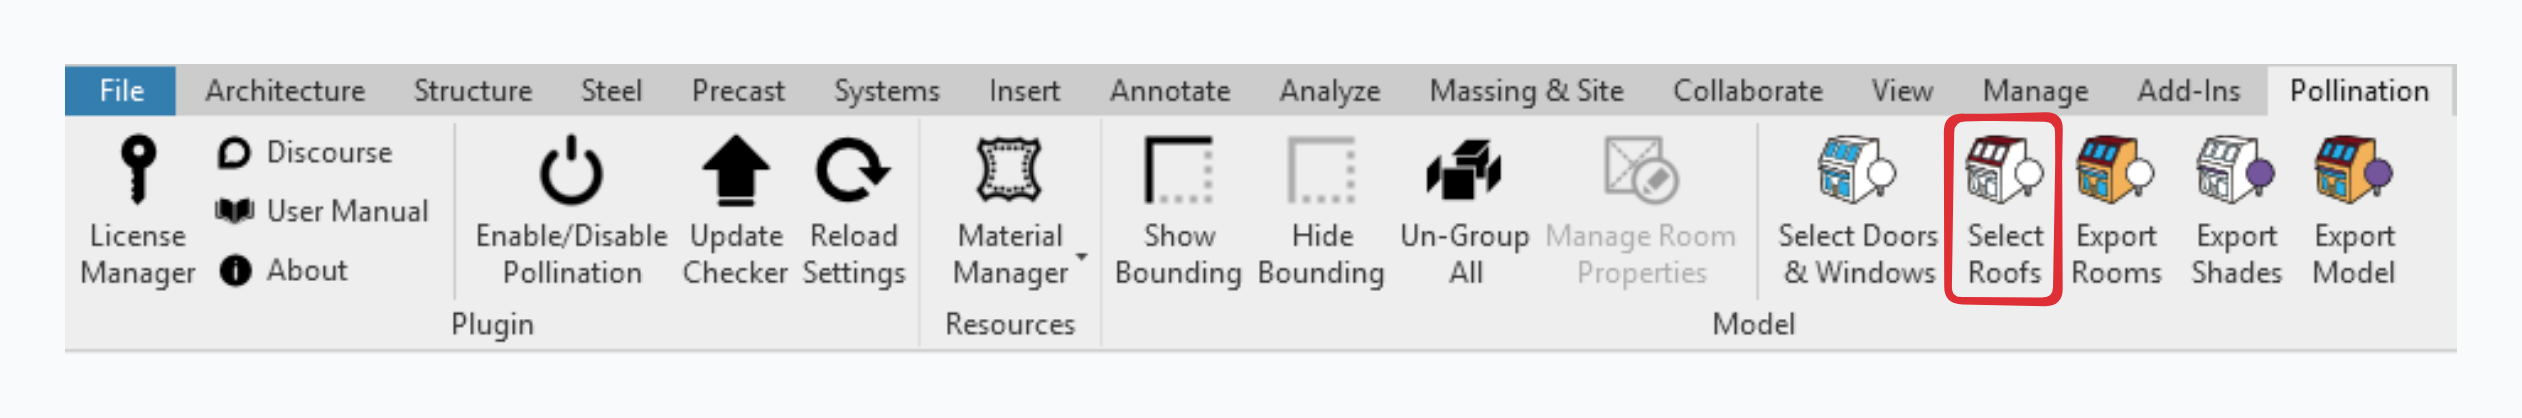 File Architecture Structure Steel Precast Systems Insert Annotate Analyze Massing & Site Collaborate View Manage Add-Ins Pollination
License
Manager
Discourse
User Manual
About
Enable/Disable
Pollination
Update
Checker
Reload
Settings
Plugin
Material
Manager
Resources
Show
Bounding
Hide
Bounding
Un-Group
All
Manage Room
Properties
Select Doors
& Windows
Select
Roofs
Export
Rooms
Export
Shades
Export
Model
Model